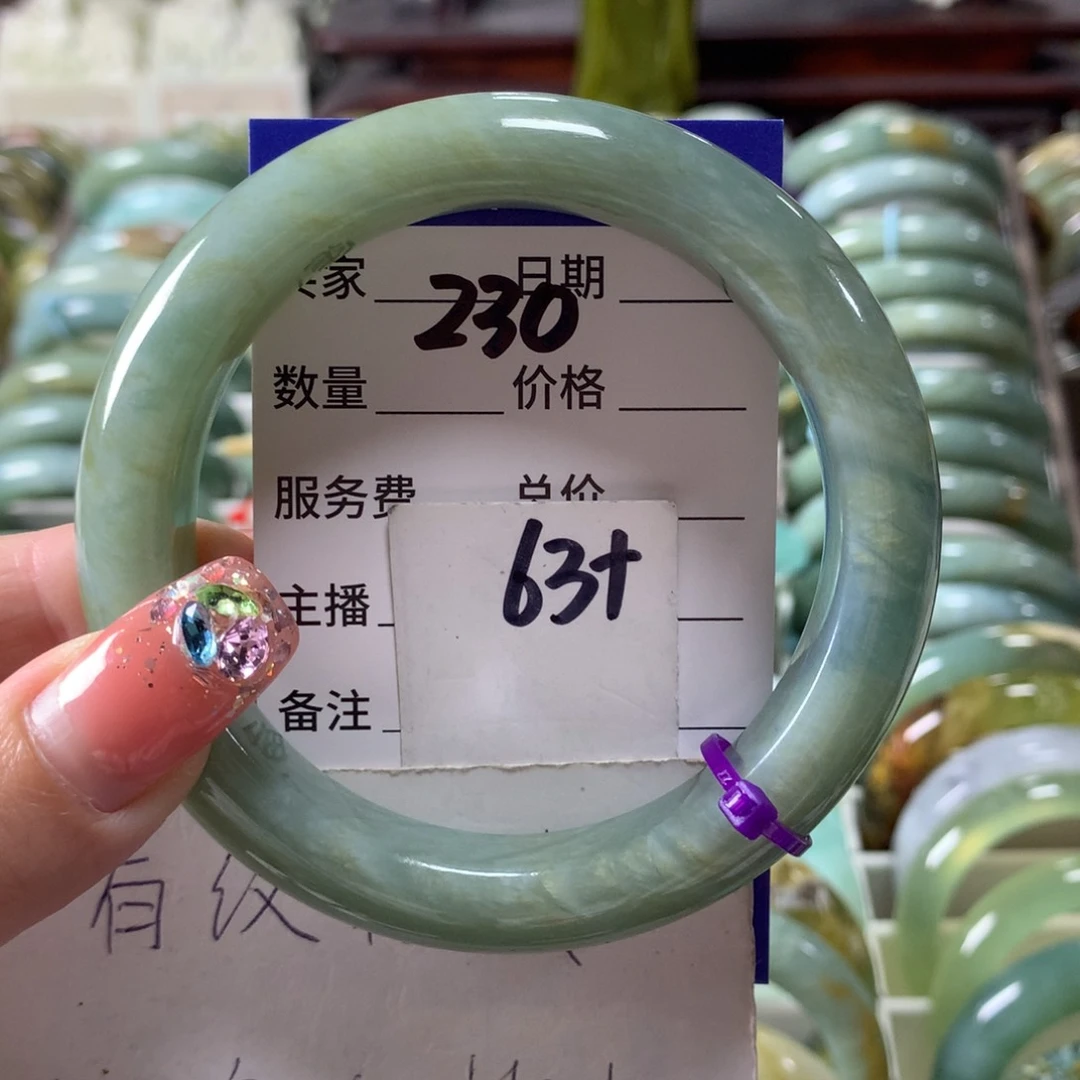 家 日期
230
数量 价格
服务费 总价
63+
主播
备注
有纹